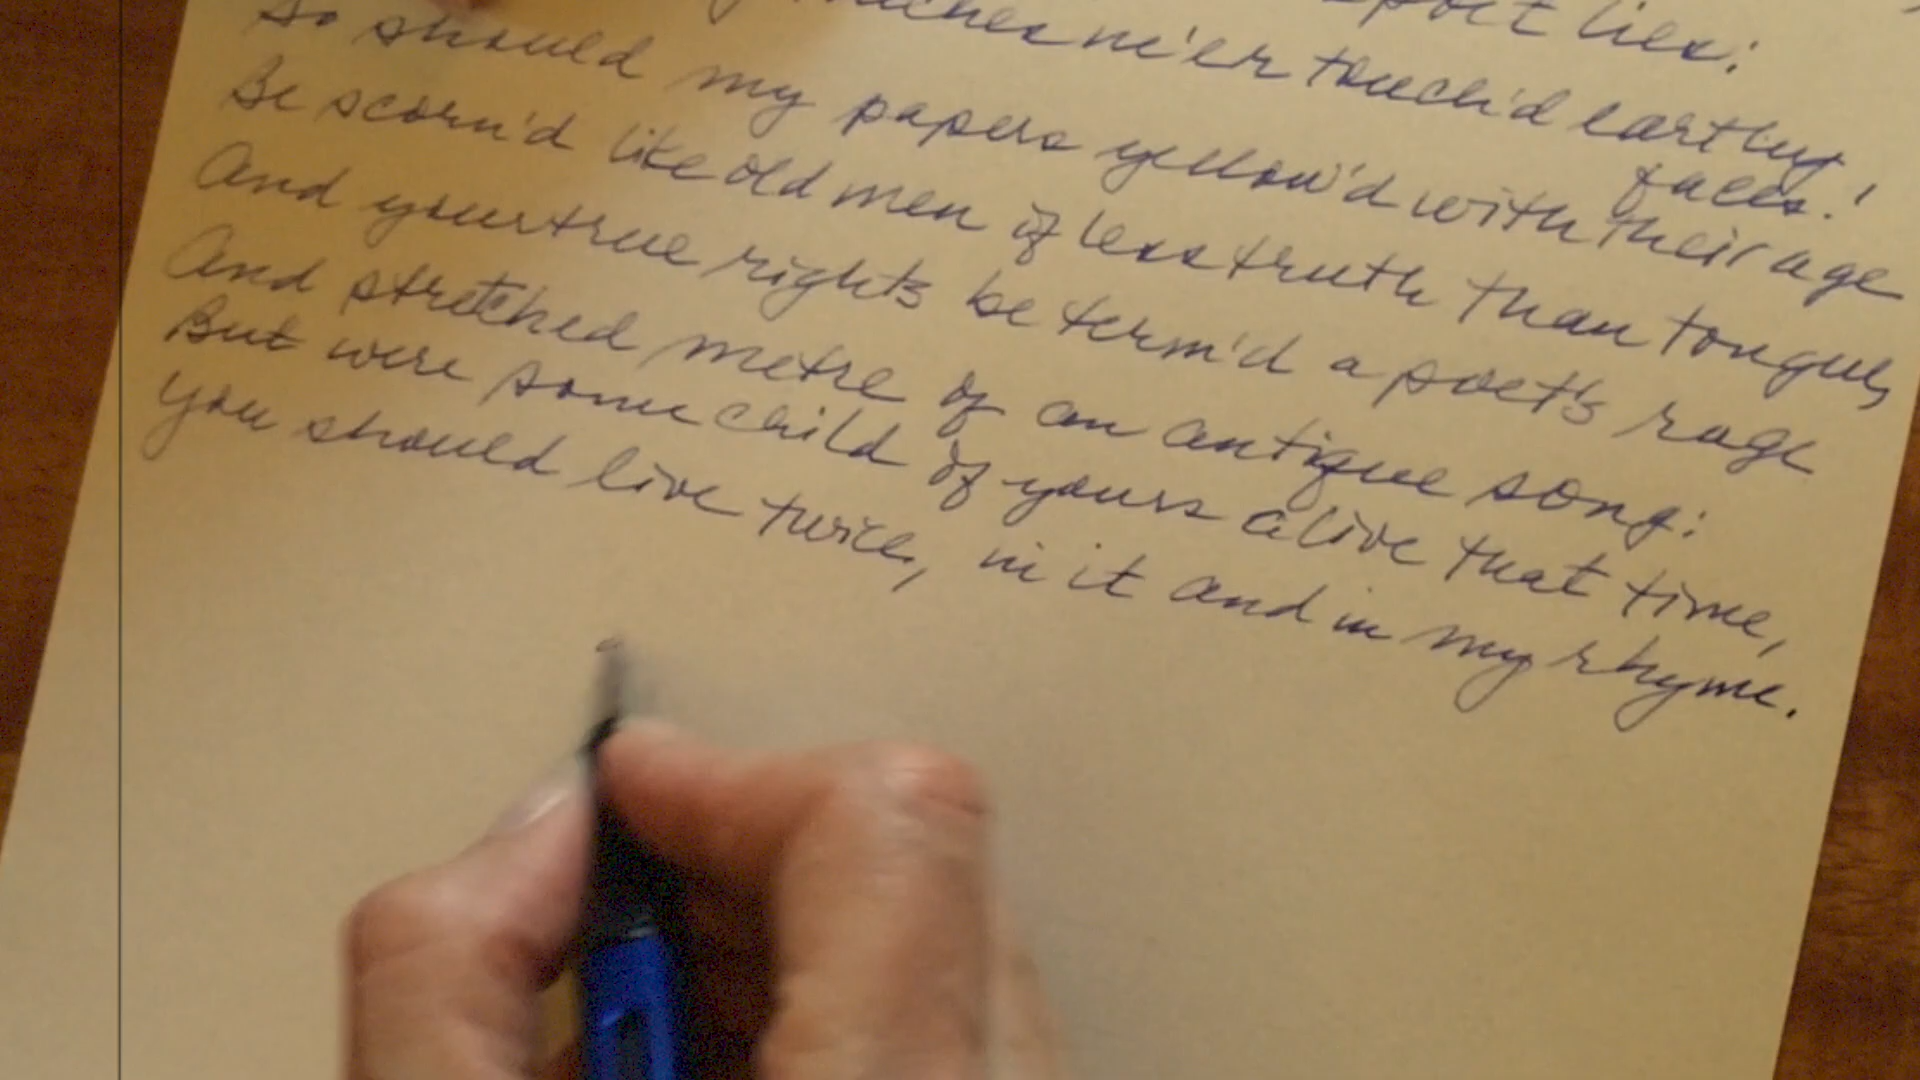 poet lies:
touches ne'er touch'd earthly
faces.'
So should my papers yellow'd with their age
Be scorn'd like old men of less truth than tongue,
And your true rights be term'd a poet's rage
And stretched metre of an antique song:
But were some child of yours alive that time,
You should live twice, in it and in my rhyme.